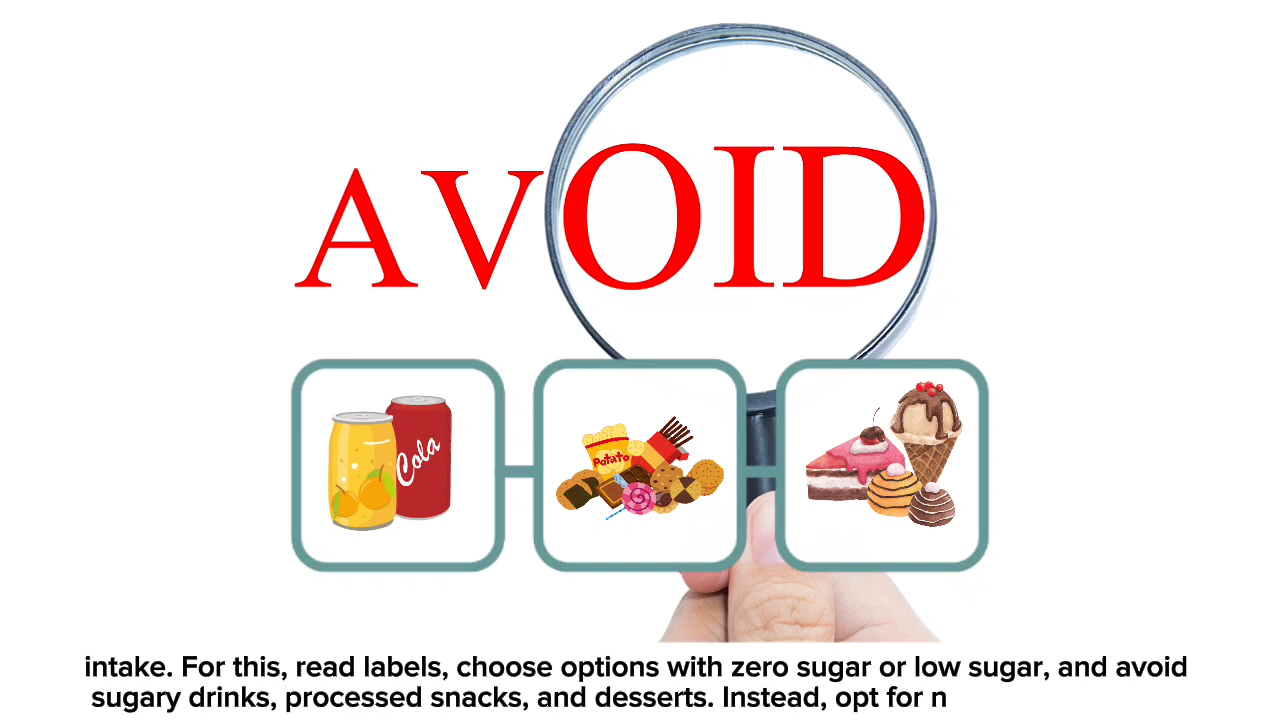 AVOID
Cola
Potato
intake. For this, read labels, choose options with zero sugar or low sugar, and avoid
sugary drinks, processed snacks, and desserts. Instead, opt for n